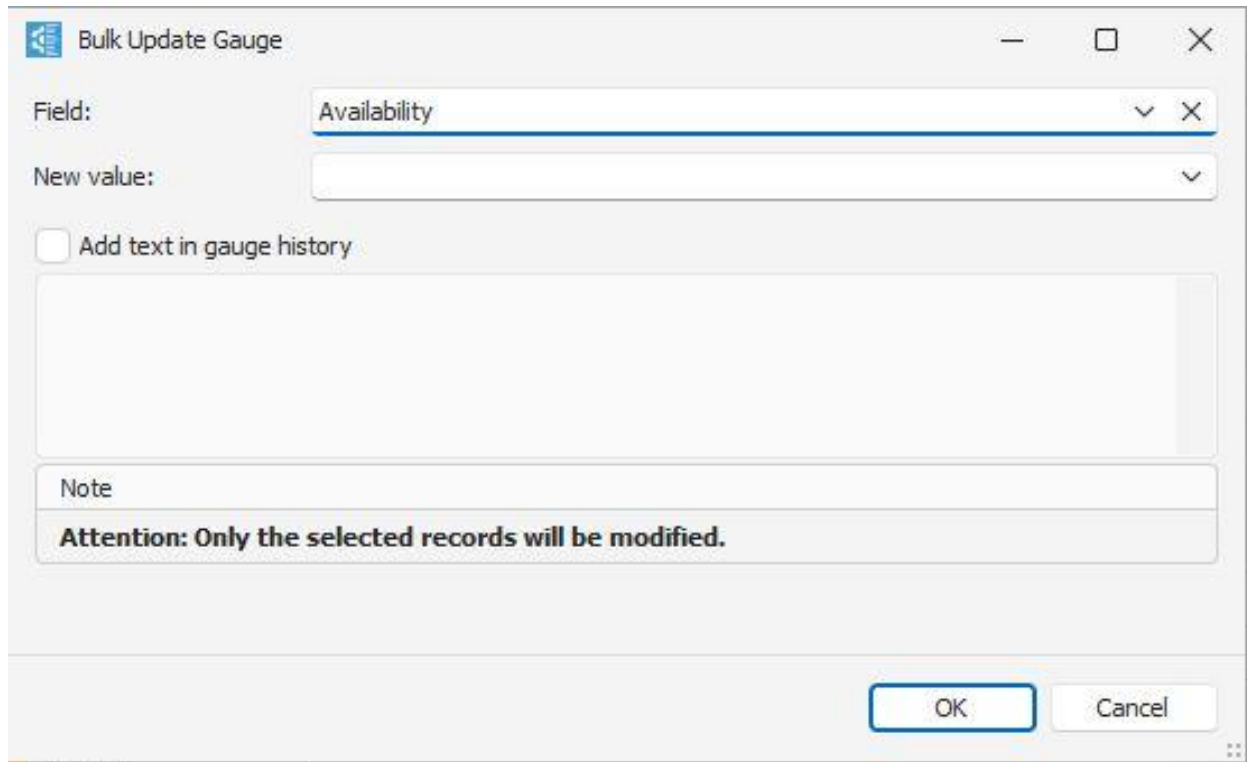 Bulk Update Gauge
Field: Availability
New value:
Add text in gauge history
Note
Attention: Only the selected records will be modified.
OK Cancel